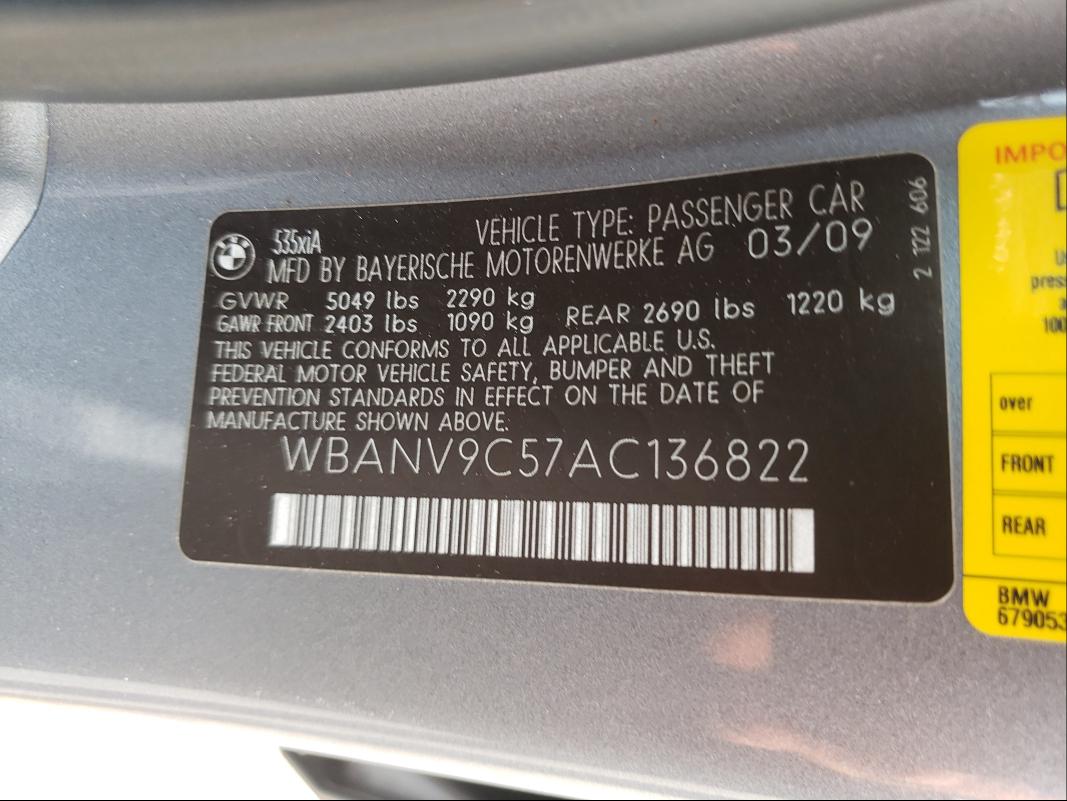 535xiA VEHICLE TYPE: PASSENGER CAR
MFD BY BAYERISCHE MOTORENWERKE AG 03/09
GVWR 5049 lbs 2290 kg
GAWR FRONT 2403 lbs 1090 kg REAR 2690 lbs 1220 kg
THIS VEHICLE CONFORMS TO ALL APPLICABLE U.S.
FEDERAL MOTOR VEHICLE SAFETY, BUMPER AND THEFT
PREVENTION STANDARDS IN EFFECT ON THE DATE OF
MANUFACTURE SHOWN ABOVE.
WBANV9C57AC136822
2 122 606
over
FRONT
REAR
BMW